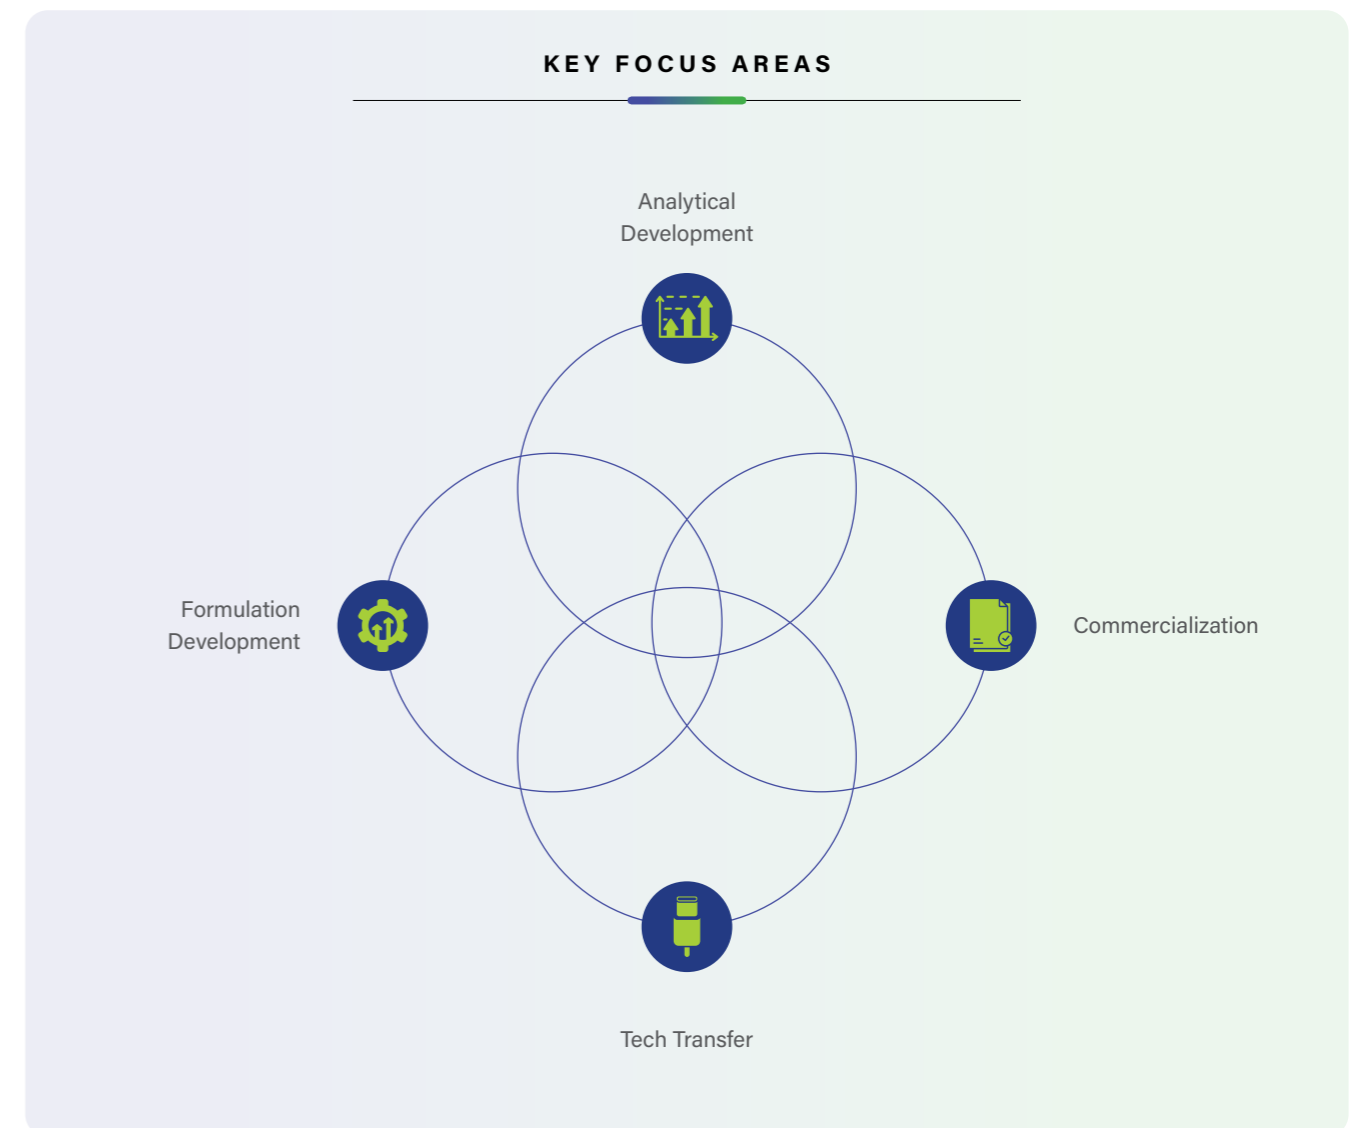 KEY FOCUS AREAS
Analytical
Development
Formulation
Development
Commercialization
Tech Transfer